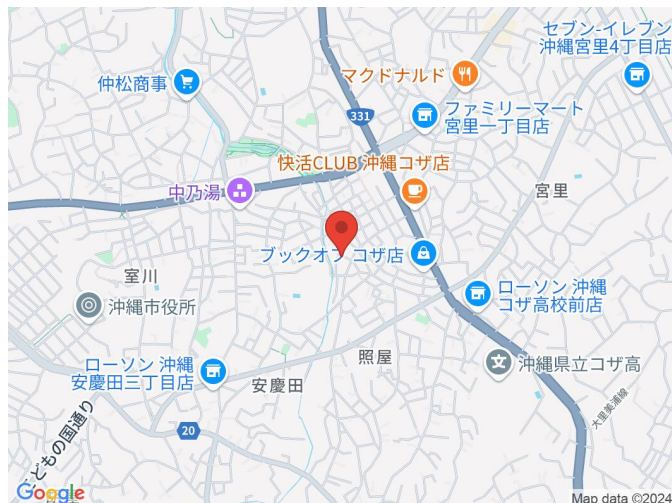 セブン-イレブン
沖縄宮里4丁目店
マクドナルド
仲松商事
331
ファミリーマート
宮里一丁目店
快活CLUB 沖縄コザ店
中乃湯
宮里
ブックオフ コザ店
室川
ローソン 沖縄
コザ高校前店
沖縄市役所
照屋
沖縄県立コザ高
ローソン 沖縄
安慶田三丁目店
安慶田
大里美浦線
20
こどもの国通り
Google
Map data ©2024